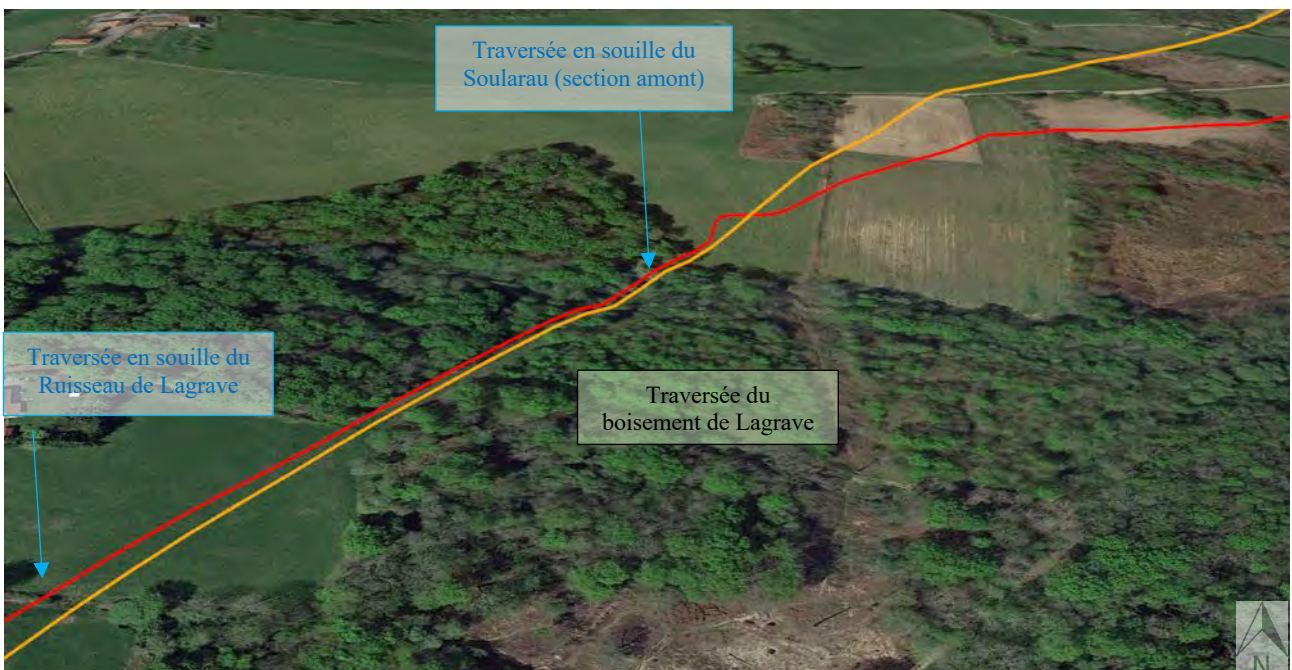 Traversée en souille du
Soularau (section amont)
Traversée en souille du
Ruisseau de Lagrave
Traversée du
boisement de Lagrave
N